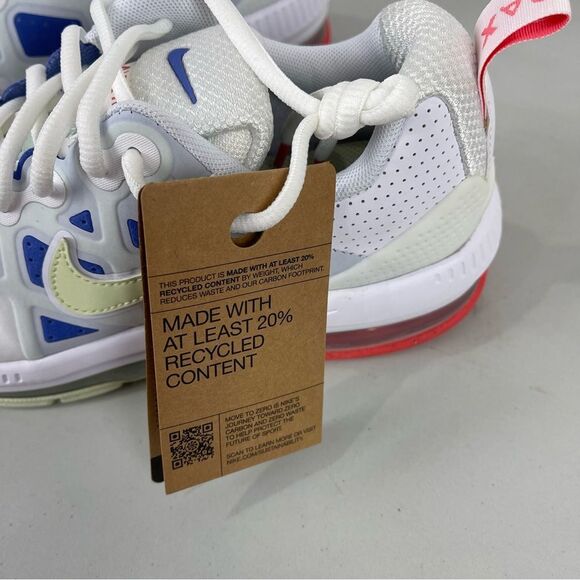 AX
THIS PRODUCT IS MADE WITH AT LEAST 20%
RECYCLED CONTENT BY WEIGHT, WHICH
REDUCES WASTE AND OUR CARBON FOOTPRINT.
MADE WITH
AT LEAST 20%
RECYCLED
CONTENT
MOVE TO ZERO IS NIKE'S
JOURNEY TOWARD ZERO
CARBON AND ZERO WASTE
TO HELP PROTECT THE
FUTURE OF SPORT.
SCAN TO LEARN MORE OR VISIT
NIKE.COM/SUSTAINABILITY.